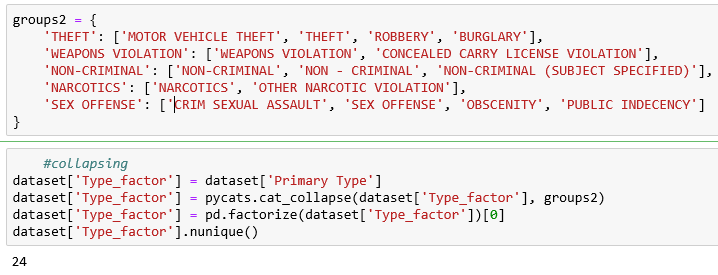 groups2 = {
    'THEFT': ['MOTOR VEHICLE THEFT', 'THEFT', 'ROBBERY', 'BURGLARY'],
    'WEAPONS VIOLATION': ['WEAPONS VIOLATION', 'CONCEALED CARRY LICENSE VIOLATION'],
    'NON-CRIMINAL': ['NON-CRIMINAL', 'NON - CRIMINAL', 'NON-CRIMINAL (SUBJECT SPECIFIED)'],
    'NARCOTICS': ['NARCOTICS', 'OTHER NARCOTIC VIOLATION'],
    'SEX OFFENSE': ['CRIM SEXUAL ASSAULT', 'SEX OFFENSE', 'OBSCENITY', 'PUBLIC INDECENCY']
}
    #collapsing
dataset['Type_factor'] = dataset['Primary Type']
dataset['Type_factor'] = pycats.cat_collapse(dataset['Type_factor'], groups2)
dataset['Type_factor'] = pd.factorize(dataset['Type_factor'])[0]
dataset['Type_factor'].nunique()
24